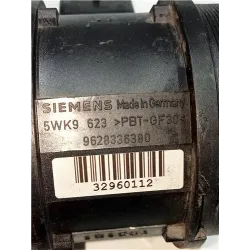 SIEMENS Made in Germany
5WK9 623 >PBT-GF30<
9628336380
32960112